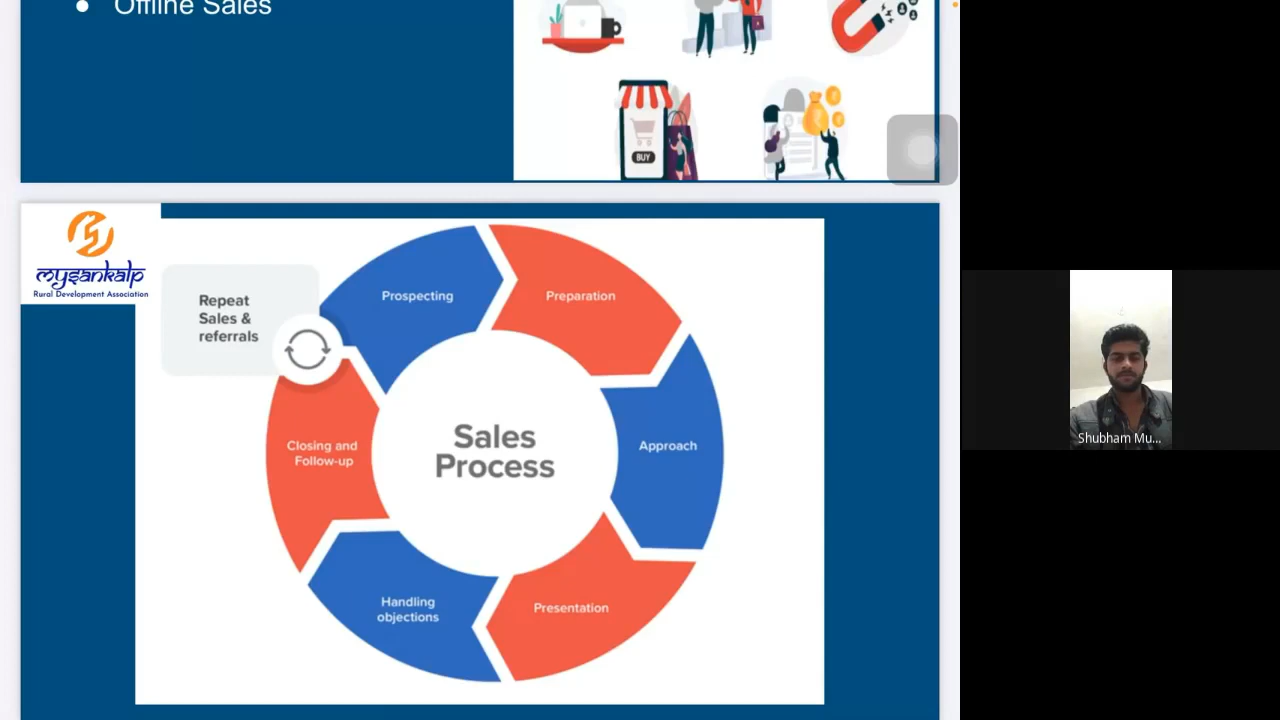 Offline Sales
BUY
mysankalp
Rural Development Association
Repeat
Sales &
referrals
Prospecting
Preparation
Approach
Presentation
Handling
objections
Closing and
Follow-up
Sales
Process
Shubham Mu...